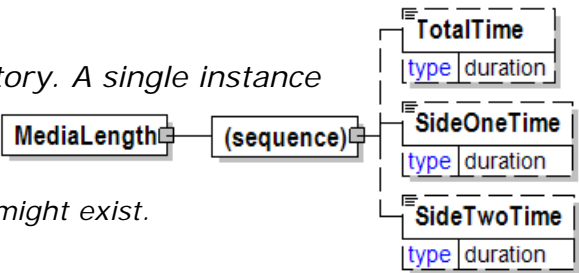 TotalTime
type duration
tory. A single instance
MediaLength
(sequence)
SideOneTime
type duration
might exist.
SideTwoTime
type duration